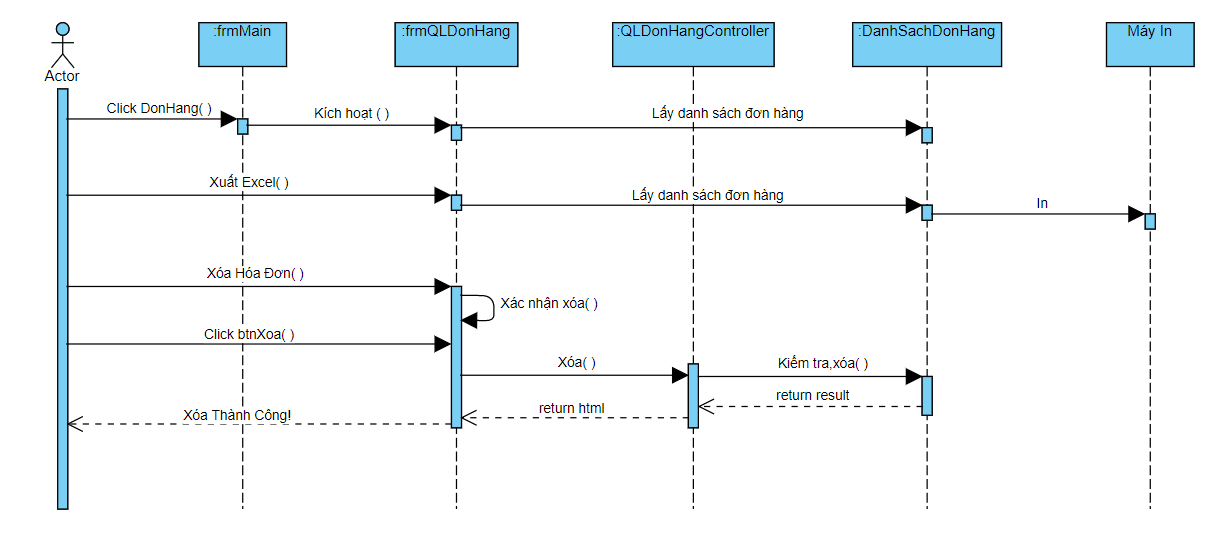 :frmMain
:frmQLDonHang
:QLDonHangController
:DanhSachDonHang
Máy In
Actor
Click DonHang( )
Kích hoạt ( )
Lấy danh sách đơn hàng
Xuất Excel( )
Lấy danh sách đơn hàng
In
Xóa Hóa Đơn( )
Xác nhận xóa( )
Click btnXoa( )
Xóa( )
Kiểm tra,xóa( )
return result
return html
Xóa Thành Công!